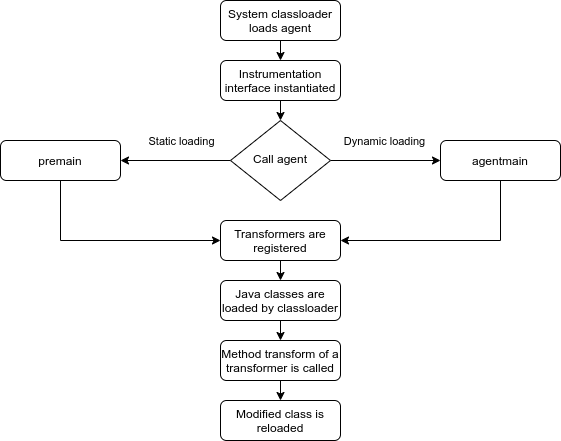 System classloader
loads agent
Instrumentation
interface instantiated
Static loading
Call agent
Dynamic loading
premain
agentmain
Transformers are
registered
Java classes are
loaded by classloader
Method transform of a
transformer is called
Modified class is
reloaded